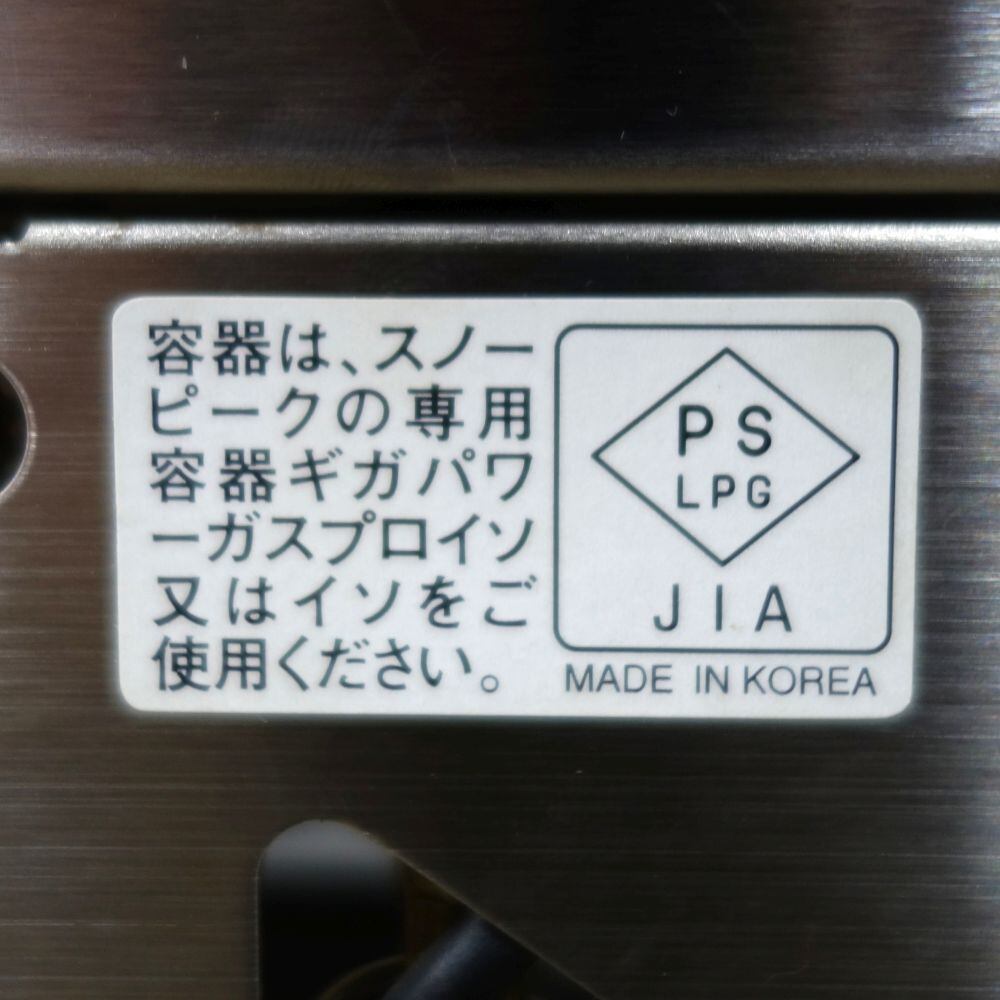 容器は、スノー
ピークの専用
容器ギガパワ
ーガスプロイソ
又はイソをご
使用ください。
PS
LPG
JIA
MADE IN KOREA